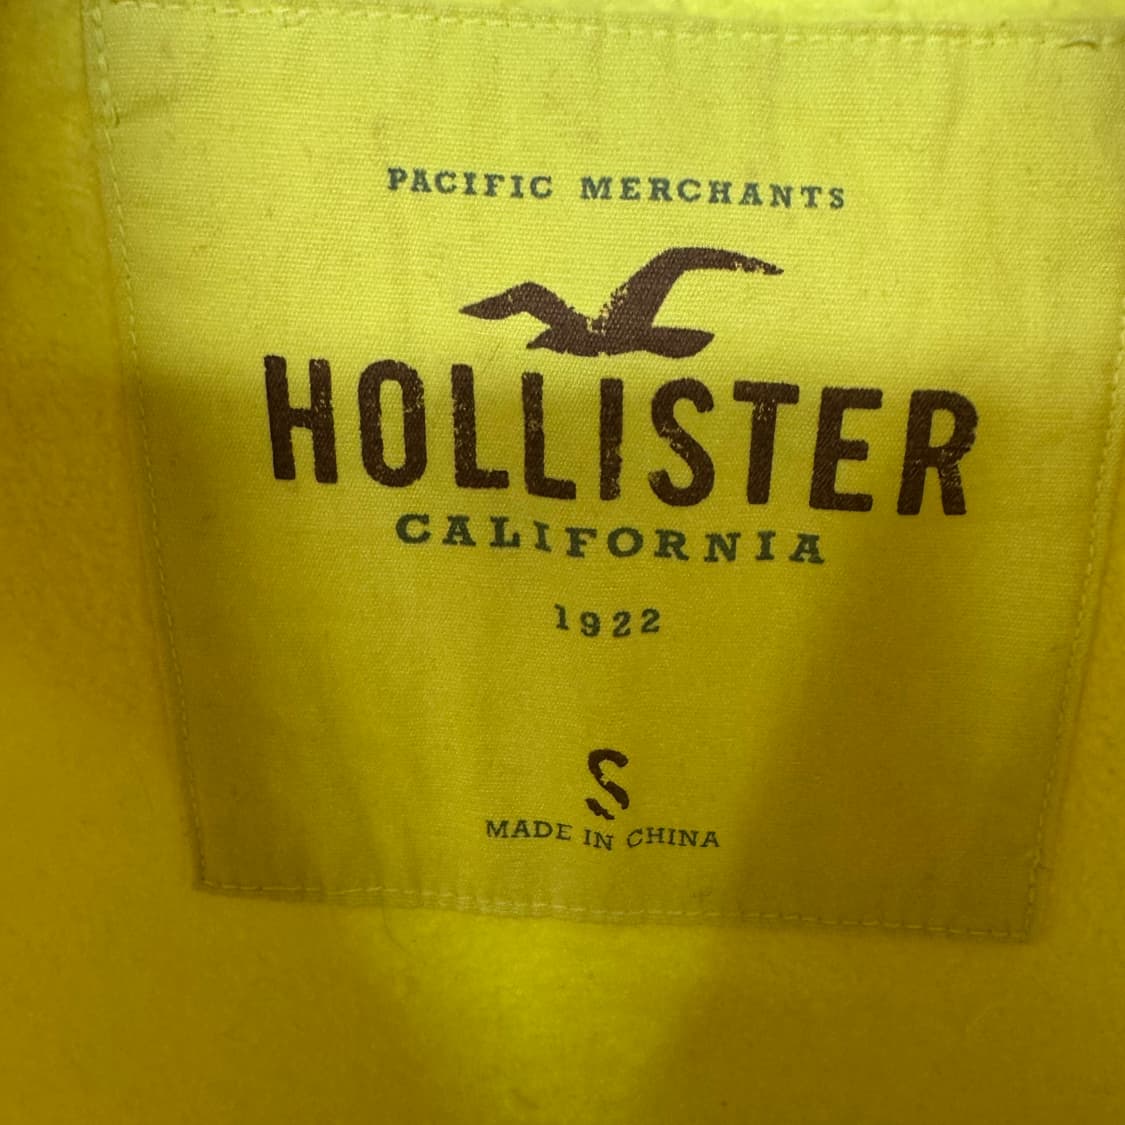 PACIFIC MERCHANTS
HOLLISTER
CALIFORNIA
1922
S
MADE IN CHINA